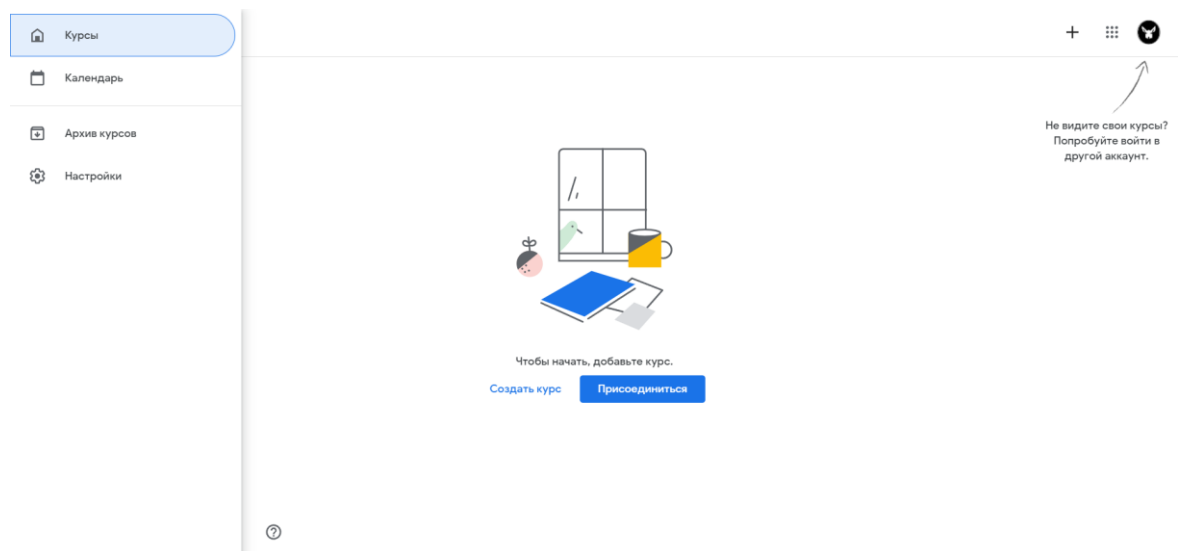 Курсы
Календарь
Архив курсов
Настройки
Не видите свои курсы?
Попробуйте войти в
другой аккаунт.
Чтобы начать, добавьте курс.
Создать курс
Присоединиться